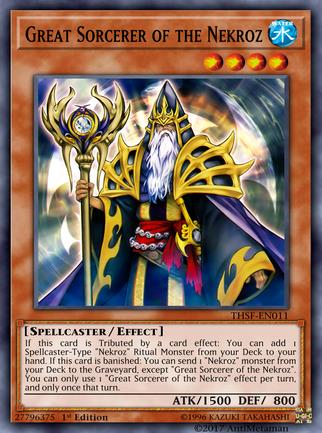 GREAT SORCERER OF THE NEKROZ
WATER
水
THSF-EN011
[SPELLCASTER / EFFECT]
If this card is Tributed by a card effect: You can add 1
Spellcaster-Type "Nekroz" Ritual Monster from your Deck to your
hand. If this card is banished: You can send 1 "Nekroz" monster from
your Deck to the Graveyard, except "Great Sorcerer of the Nekroz".
You can only use 1 "Great Sorcerer of the Nekroz" effect per turn,
and only once that turn.
ATK/1500 DEF/ 800
27796375 1st Edition ©1996 KAZUKI TAKAHASHI
©2017 AntiMetaman